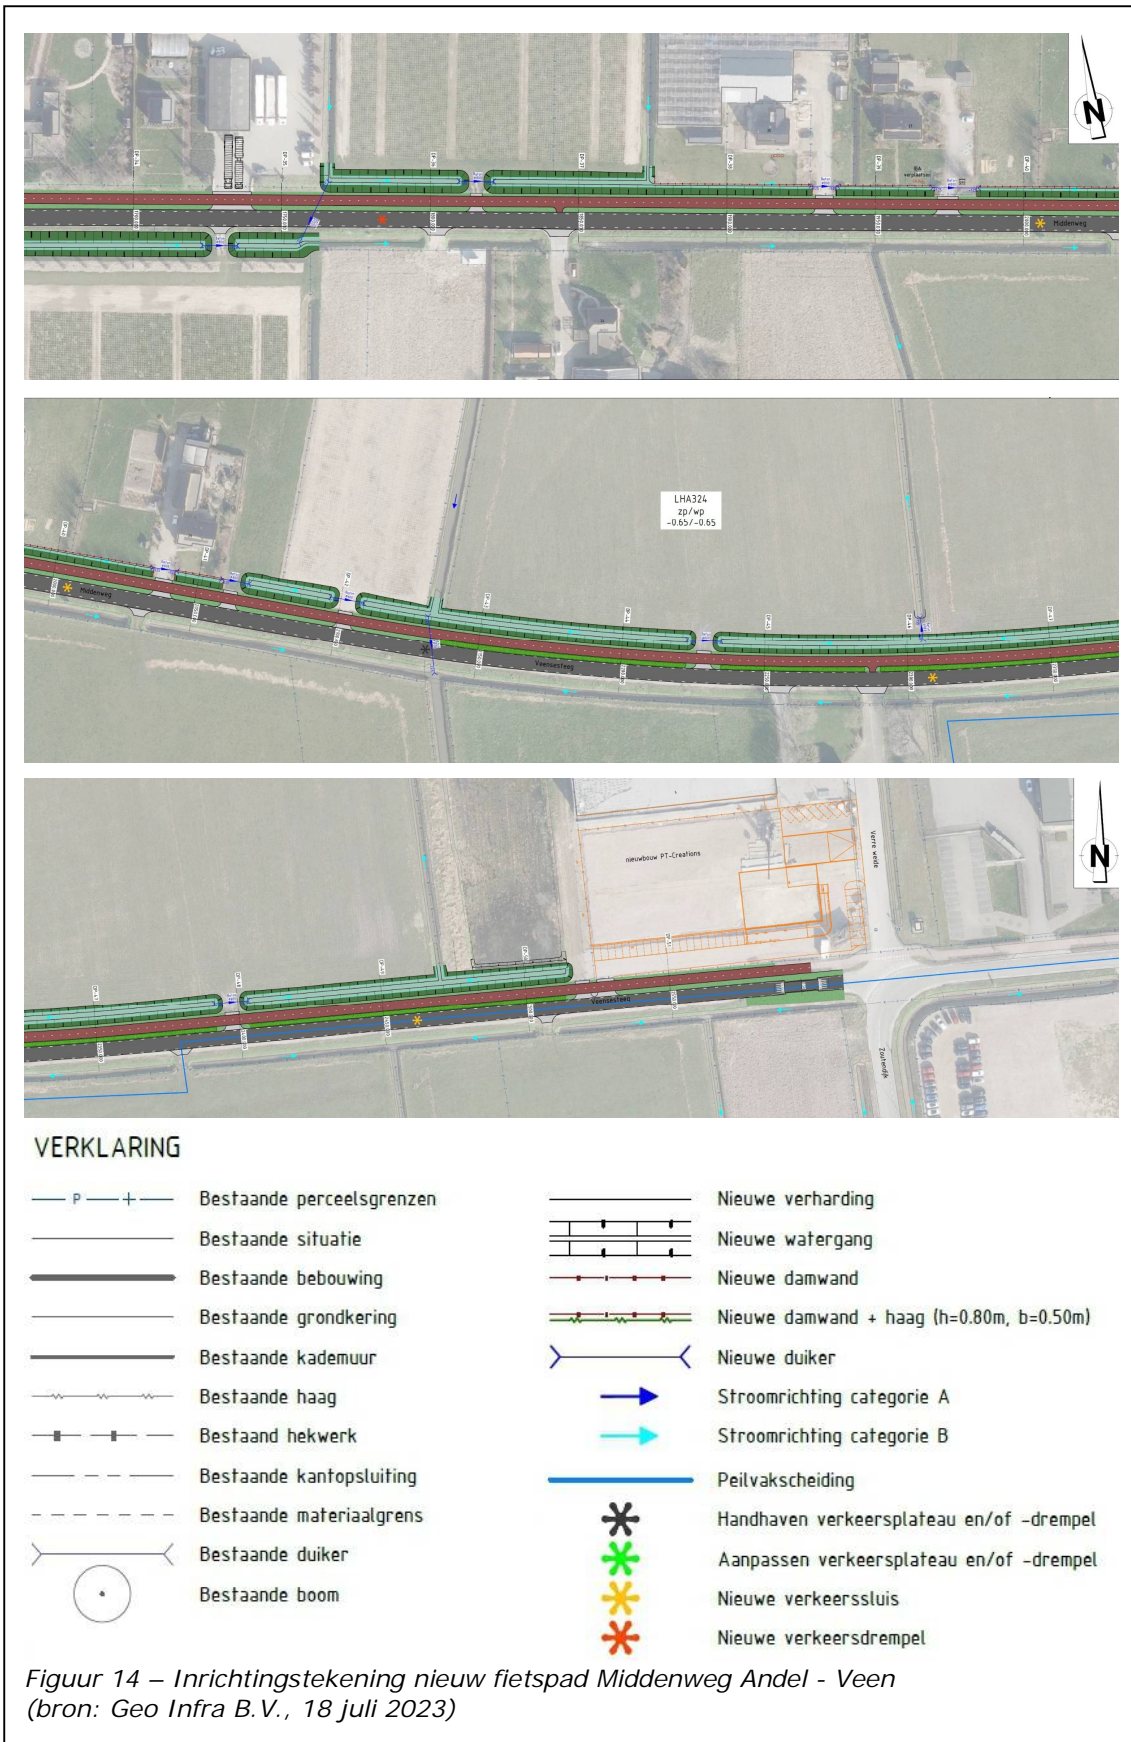 N
Middenweg
LHA324
zp/wp
-0.65/-0.65
Middenweg
Veensesteeg
nieuwbouw PT-Creations
Verre weide
N
Veensesteeg
Zoutendijk
VERKLARING
P
Bestaande perceelsgrenzen
Bestaande situatie
Bestaande bebouwing
Bestaande grondkering
Bestaande kademuur
Bestaande haag
Bestaand hekwerk
Bestaande kantopsluiting
Bestaande materiaalgrens
Bestaande duiker
Bestaande boom
Nieuwe verharding
Nieuwe watergang
Nieuwe damwand
Nieuwe damwand + haag (h=0.80m, b=0.50m)
Nieuwe duiker
Stroomrichting categorie A
Stroomrichting categorie B
Peilvakscheiding
Handhaven verkeersplateau en/of -drempel
Aanpassen verkeersplateau en/of -drempel
Nieuwe verkeerssluis
Nieuwe verkeersdrempel
Figuur 14 – Inrichtingstekening nieuw fietspad Middenweg Andel - Veen
(bron: Geo Infra B.V., 18 juli 2023)